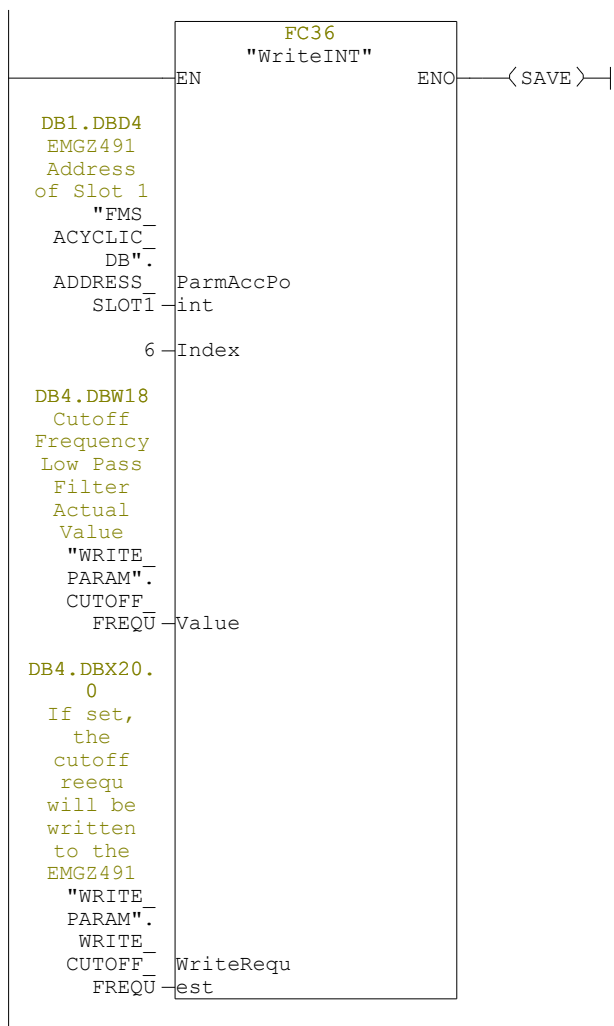 FC36
"WriteINT"
EN ENO SAVE
DB1.DBD4
EMGZ491
Address
of Slot 1
"FMS_
ACYCLIC_
DB".
ADDRESS_ ParmAccPo
SLOT1 int
6 Index
DB4.DBW18
Cutoff
Frequency
Low Pass
Filter
Actual
Value
"WRITE_
PARAM".
CUTOFF_
FREQU Value
DB4.DBX20.
0
If set,
the
cutoff
reequ
will be
written
to the
EMGZ491
"WRITE_
PARAM".
WRITE_
CUTOFF_ WriteRequ
FREQU est